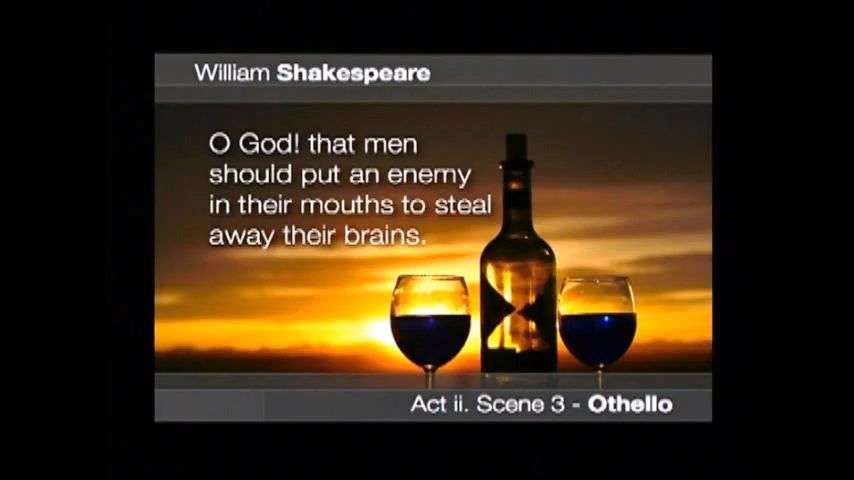 William Shakespeare
O God! that men
should put an enemy
in their mouths to steal
away their brains.
Act ii. Scene 3 - Othello